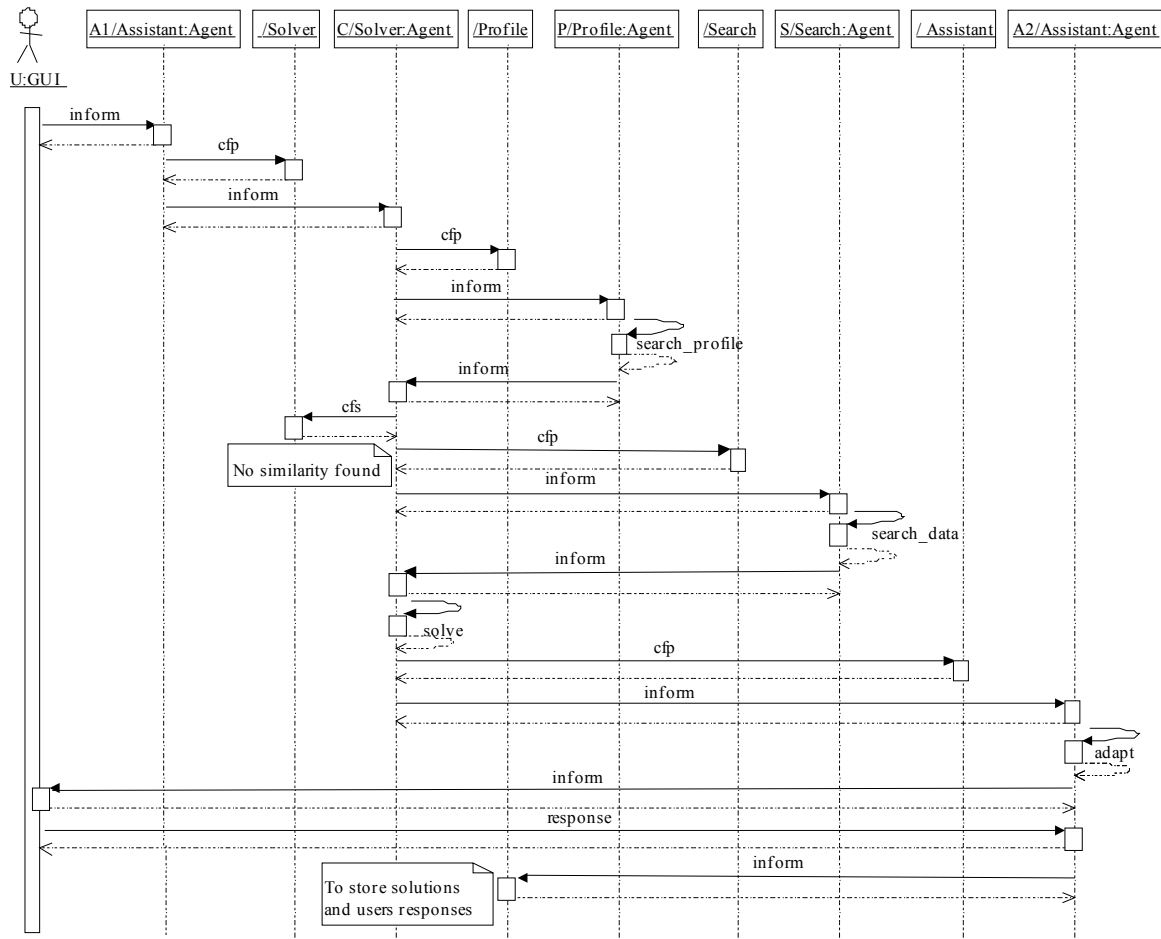 A1/Assistant:Agent
/Solver
C/Solver:Agent
/Profile
P/Profile:Agent
/Search
S/Search:Agent
/ Assistant
A2/Assistant:Agent
U:GUI
inform
cfp
inform
cfp
inform
search_profile
inform
cfs
cfp
No similarity found
inform
search_data
inform
solve
cfp
inform
adapt
inform
response
inform
To store solutions
and users responses